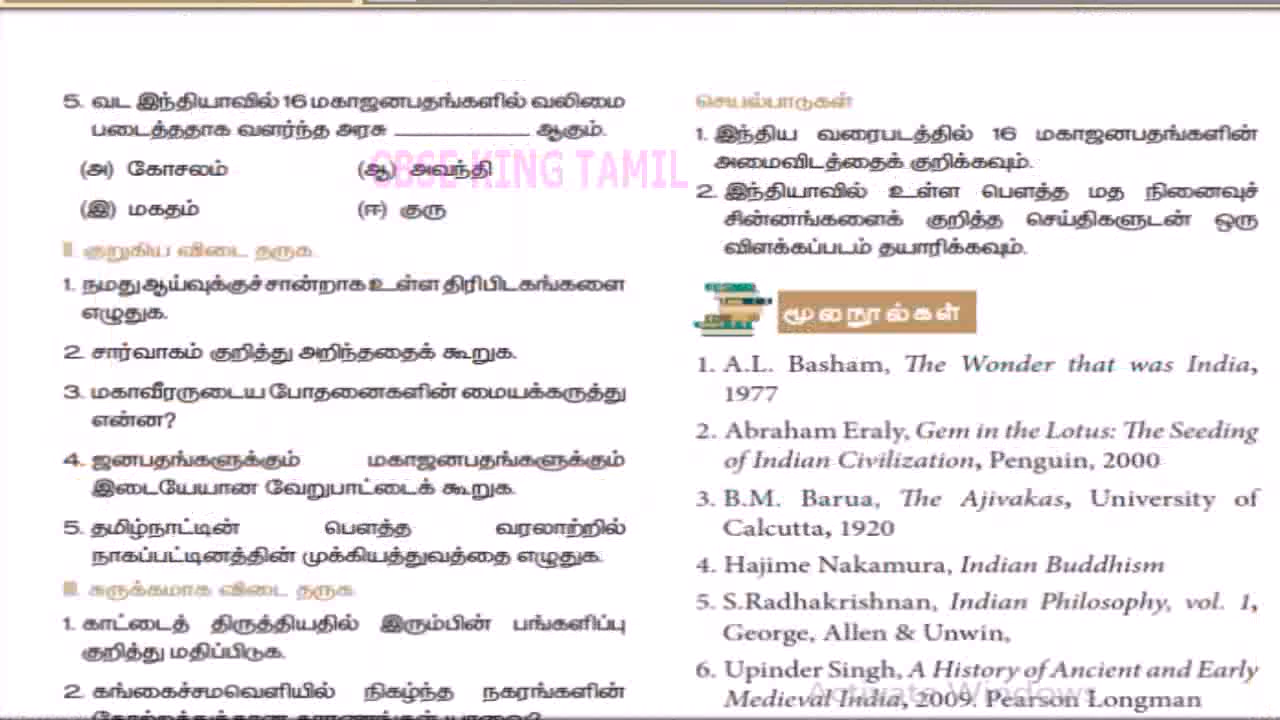 5. வட இந்தியாவில் 16 மகாஜனபதங்களில் வலிமை
படைத்ததாக வளர்ந்த அரசு ____________ ஆகும்.
(அ) கோசலம் (ஆ) அவந்தி
(இ) மகதம் (ஈ) குரு
II. குறுகிய விடை தருக.
1. நமது ஆய்வுக்குச் சான்றாக உள்ள திரிபிடகங்களை
எழுதுக.
2. சார்வாகம் குறித்து அறிந்ததைக் கூறுக.
3. மகாவீரருடைய போதனைகளின் மையக்கருத்து
என்ன?
4. ஜனபதங்களுக்கும் மகாஜனபதங்களுக்கும்
இடையேயான வேறுபாட்டைக் கூறுக.
5. தமிழ்நாட்டின் பௌத்த வரலாற்றில்
நாகப்பட்டினத்தின் முக்கியத்துவத்தை எழுதுக.
III. சுருக்கமாக விடை தருக
1. காட்டைத் திருத்தியதில் இரும்பின் பங்களிப்பு
குறித்து மதிப்பிடுக.
2. கங்கைச்சமவெளியில் நிகழ்ந்த நகரங்களின்
தோற்றத்துக்கான காரணங்கள் யாவை?
CBSE KING TAMIL
செயல்பாடுகள்
1. இந்திய வரைபடத்தில் 16 மகாஜனபதங்களின்
அமைவிடத்தைக் குறிக்கவும்.
2. இந்தியாவில் உள்ள பௌத்த மத நினைவுச்
சின்னங்களைக் குறித்த செய்திகளுடன் ஒரு
விளக்கப்படம் தயாரிக்கவும்.
மூலநூல்கள்
1. A.L. Basham, The Wonder that was India,
1977
2. Abraham Eraly, Gem in the Lotus: The Seeding
of Indian Civilization, Penguin, 2000
3. B.M. Barua, The Ajivakas, University of
Calcutta, 1920
4. Hajime Nakamura, Indian Buddhism
5. S.Radhakrishnan, Indian Philosophy, vol. 1,
George, Allen & Unwin,
6. Upinder Singh, A History of Ancient and Early
Medieval India, 2009. Pearson Longman
Activate Windows